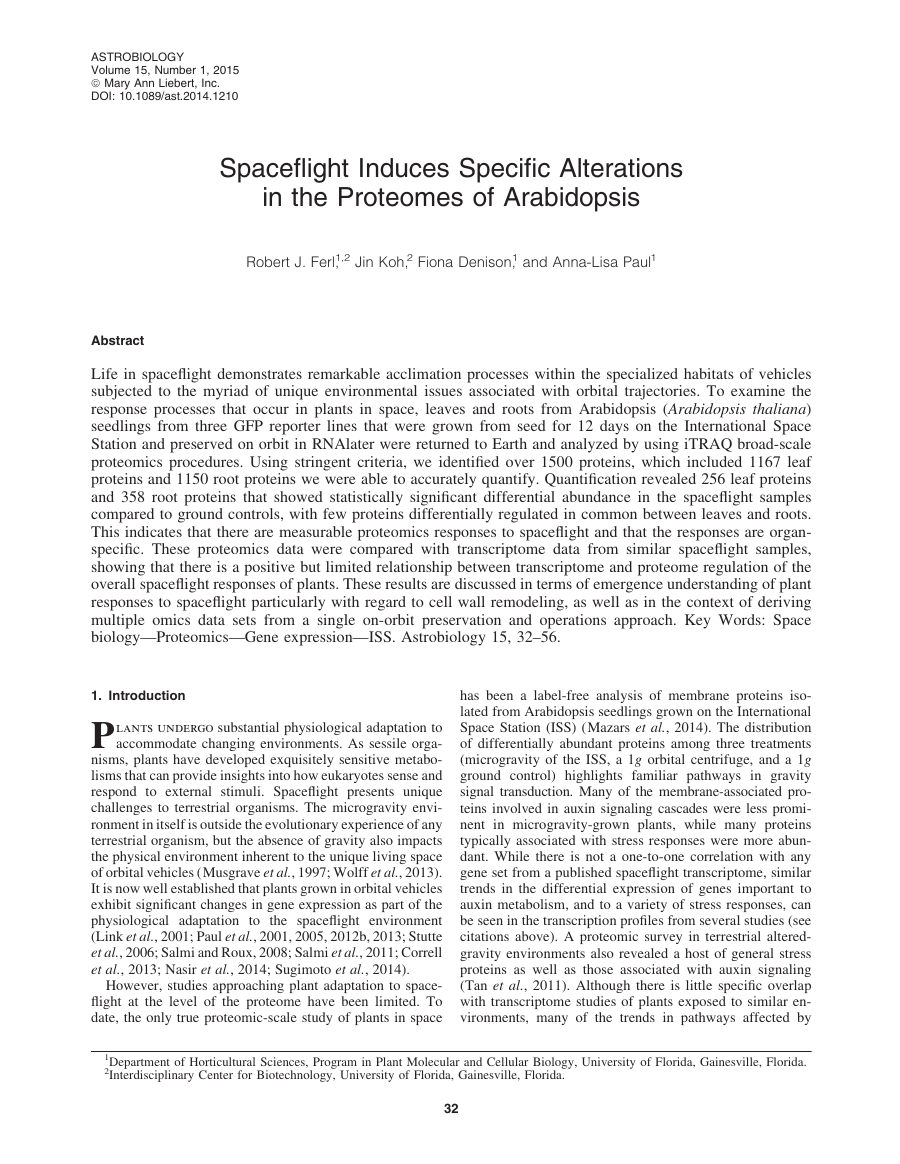 ASTROBIOLOGY
Volume 15, Number 1, 2015
© Mary Ann Liebert, Inc.
DOI: 10.1089/ast.2014.1210
Spaceflight Induces Specific Alterations
in the Proteomes of Arabidopsis
Robert J. Ferl,1,2 Jin Koh,2 Fiona Denison,1 and Anna-Lisa Paul1
Abstract
Life in spaceflight demonstrates remarkable acclimation processes within the specialized habitats of vehicles
subjected to the myriad of unique environmental issues associated with orbital trajectories. To examine the
response processes that occur in plants in space, leaves and roots from Arabidopsis (Arabidopsis thaliana)
seedlings from three GFP reporter lines that were grown from seed for 12 days on the International Space
Station and preserved on orbit in RNAlater were returned to Earth and analyzed by using iTRAQ broad-scale
proteomics procedures. Using stringent criteria, we identified over 1500 proteins, which included 1167 leaf
proteins and 1150 root proteins we were able to accurately quantify. Quantification revealed 256 leaf proteins
and 358 root proteins that showed statistically significant differential abundance in the spaceflight samples
compared to ground controls, with few proteins differentially regulated in common between leaves and roots.
This indicates that there are measurable proteomics responses to spaceflight and that the responses are organ-
specific. These proteomics data were compared with transcriptome data from similar spaceflight samples,
showing that there is a positive but limited relationship between transcriptome and proteome regulation of the
overall spaceflight responses of plants. These results are discussed in terms of emergence understanding of plant
responses to spaceflight particularly with regard to cell wall remodeling, as well as in the context of deriving
multiple omics data sets from a single on-orbit preservation and operations approach. Key Words: Space
biology—Proteomics—Gene expression—ISS. Astrobiology 15, 32–56.
1. Introduction
PLANTS UNDERGO substantial physiological adaptation to
accommodate changing environments. As sessile orga-
nisms, plants have developed exquisitely sensitive metabo-
lisms that can provide insights into how eukaryotes sense and
respond to external stimuli. Spaceflight presents unique
challenges to terrestrial organisms. The microgravity envi-
ronment in itself is outside the evolutionary experience of any
terrestrial organism, but the absence of gravity also impacts
the physical environment inherent to the unique living space
of orbital vehicles (Musgrave et al., 1997; Wolff et al., 2013).
It is now well established that plants grown in orbital vehicles
exhibit significant changes in gene expression as part of the
physiological adaptation to the spaceflight environment
(Link et al., 2001; Paul et al., 2001, 2005, 2012b, 2013; Stutte
et al., 2006; Salmi and Roux, 2008; Salmi et al., 2011; Correll
et al., 2013; Nasir et al., 2014; Sugimoto et al., 2014).
However, studies approaching plant adaptation to space-
flight at the level of the proteome have been limited. To
date, the only true proteomic-scale study of plants in space
has been a label-free analysis of membrane proteins iso-
lated from Arabidopsis seedlings grown on the International
Space Station (ISS) (Mazars et al., 2014). The distribution
of differentially abundant proteins among three treatments
(microgravity of the ISS, a 1g orbital centrifuge, and a 1g
ground control) highlights familiar pathways in gravity
signal transduction. Many of the membrane-associated pro-
teins involved in auxin signaling cascades were less promi-
nent in microgravity-grown plants, while many proteins
typically associated with stress responses were more abun-
dant. While there is not a one-to-one correlation with any
gene set from a published spaceflight transcriptome, similar
trends in the differential expression of genes important to
auxin metabolism, and to a variety of stress responses, can
be seen in the transcription profiles from several studies (see
citations above). A proteomic survey in terrestrial altered-
gravity environments also revealed a host of general stress
proteins as well as those associated with auxin signaling
(Tan et al., 2011). Although there is little specific overlap
with transcriptome studies of plants exposed to similar en-
vironments, many of the trends in pathways affected by
1Department of Horticultural Sciences, Program in Plant Molecular and Cellular Biology, University of Florida, Gainesville, Florida.
2Interdisciplinary Center for Biotechnology, University of Florida, Gainesville, Florida.
32